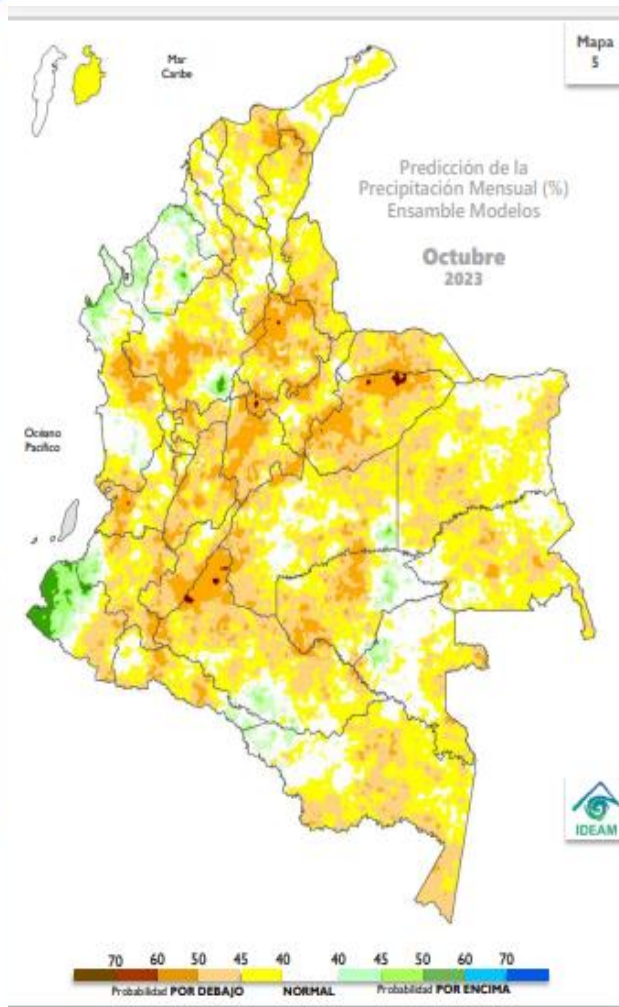 Mar
Caribe
Mapa
5
Predicción de la
Precipitación Mensual (%)
Ensamble Modelos
Octubre
2023
Océano
Pacífico
IDEAM
70 60 50 45 40 40 45 50 60 70
Probabilidad POR DEBAJO NORMAL Probabilidad POR ENCIMA